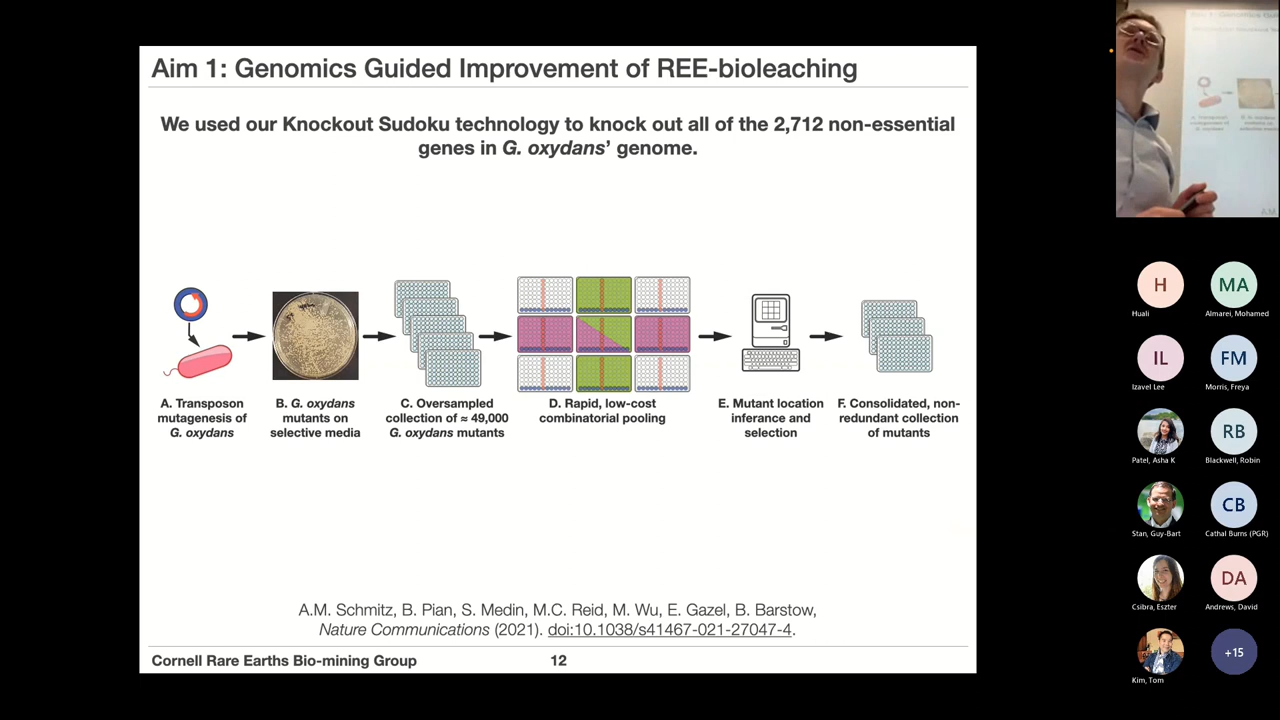 Aim 1: Genomics Guided Improvement of REE-bioleaching
We used our Knockout Sudoku technology to knock out all of the 2,712 non-essential
genes in G. oxydans' genome.
A. Transposon
mutagenesis of
G. oxydans
B. G. oxydans
mutants on
selective media
C. Oversampled
collection of ≈ 49,000
G. oxydans mutants
D. Rapid, low-cost
combinatorial pooling
E. Mutant location
inferance and
selection
F. Consolidated, non-
redundant collection
of mutants
A.M. Schmitz, B. Pian, S. Medin, M.C. Reid, M. Wu, E. Gazel, B. Barstow,
Nature Communications (2021). doi:10.1038/s41467-021-27047-4.
Cornell Rare Earths Bio-mining Group
12
H
Huali
MA
Almarei, Mohamed
IL
Izavel Lee
FM
Morris, Freya
Patel, Asha K
RB
Blackwell, Robin
Stan, Guy-Bart
CB
Cathal Burns (PGR)
Csibra, Eszter
DA
Andrews, David
Kim, Tom
+15